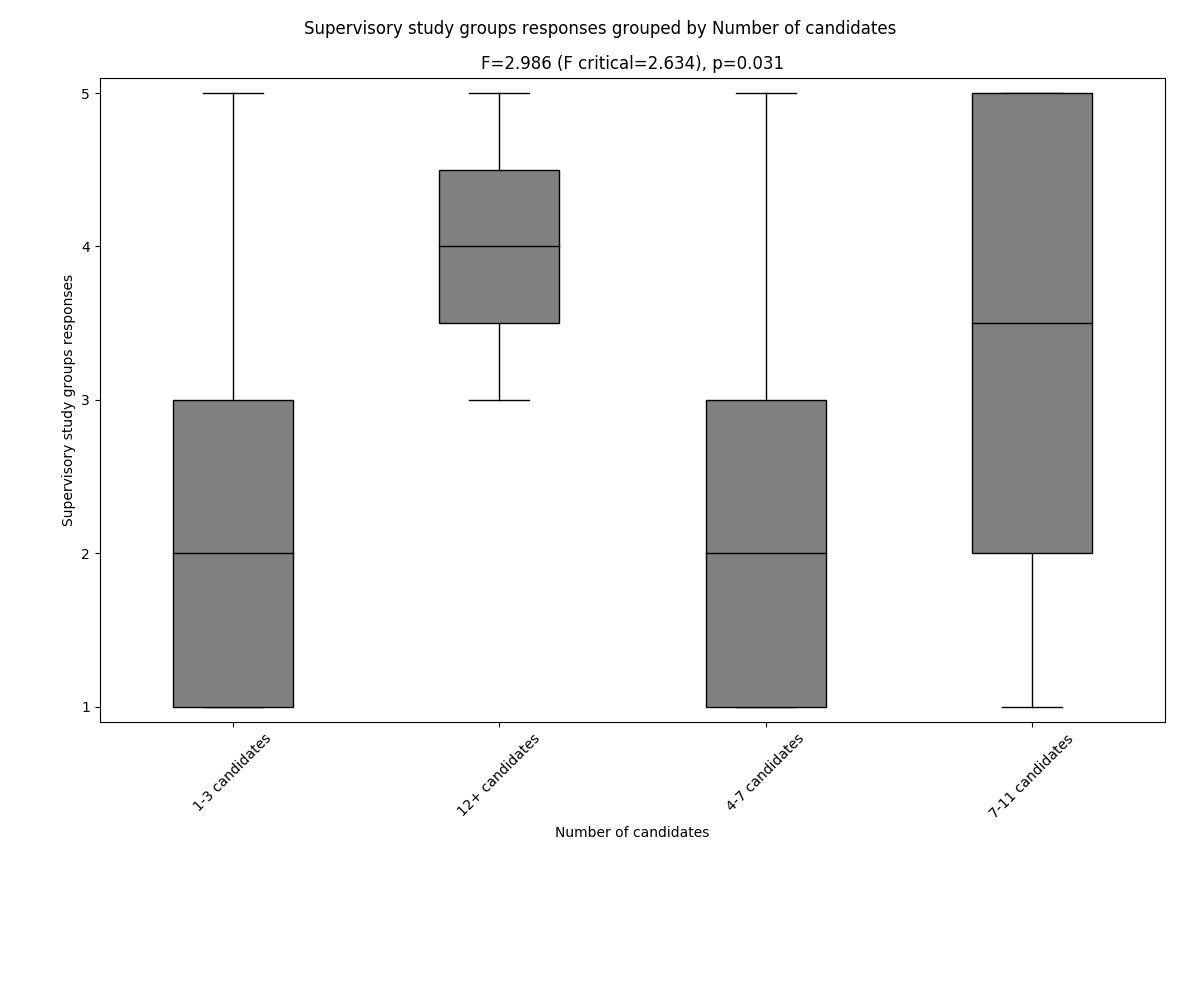 Supervisory study groups responses grouped by Number of candidates
F=2.986 (F critical=2.634), p=0.031
Supervisory study groups responses
5
4
3
2
1
1-3 candidates
12+ candidates
4-7 candidates
7-11 candidates
Number of candidates